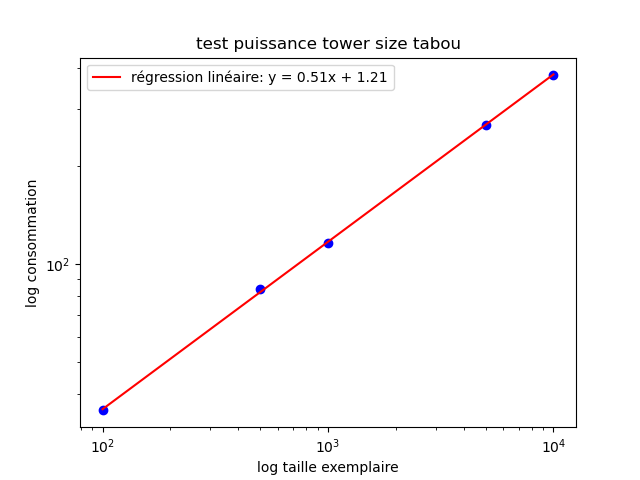 test puissance tower size tabou
régression linéaire: y = 0.51x + 1.21
log consommation
10²
10² 10³ 10⁴
log taille exemplaire